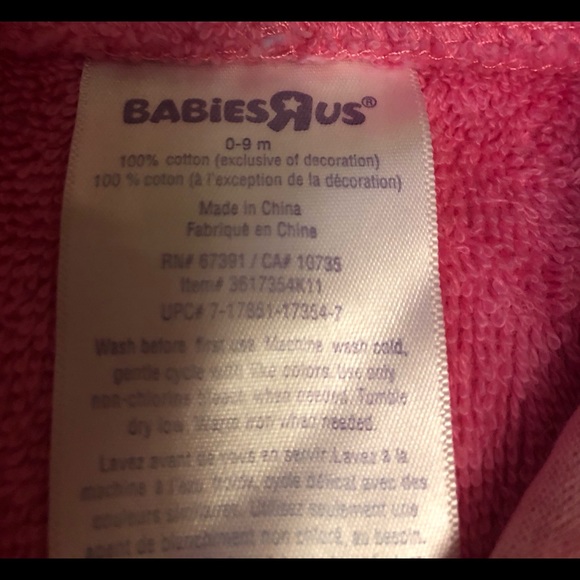 BABIESRUS®
0-9 m
100% cotton (exclusive of decoration)
100 % coton (à l'exception de la décoration)
Made in China
Fabriqué en Chine
RN# 67391 / CA# 10735
Item# 3617354K11
UPC# 7-17851-17354-7
Wash before first use. Machine wash cold,
gentle cycle with like colors. Use only
non-chlorine bleach when needed. Tumble
dry low. Warm iron when needed.
Lavez avant de vous en servir. Lavez à la
machine à l'eau froide, cycle délicat avec des
couleurs similaires. Utilisez seulement une
agent de blanchiment non chloré, au besoin.